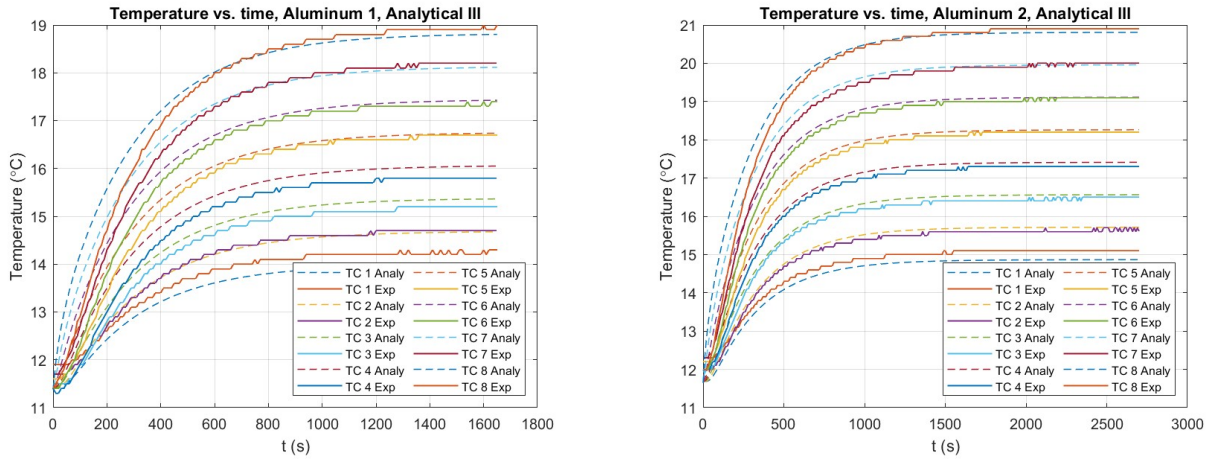 Temperature vs. time, Aluminum 1, Analytical III
19
18
17
16
15
14
13
12
11
Temperature (°C)
0 200 400 600 800 1000 1200 1400 1600 1800
t (s)
TC 1 Analy TC 5 Analy
TC 1 Exp TC 5 Exp
TC 2 Analy TC 6 Analy
TC 2 Exp TC 6 Exp
TC 3 Analy TC 7 Analy
TC 3 Exp TC 7 Exp
TC 4 Analy TC 8 Analy
TC 4 Exp TC 8 Exp
Temperature vs. time, Aluminum 2, Analytical III
21
20
19
18
17
16
15
14
13
12
11
Temperature (°C)
0 500 1000 1500 2000 2500 3000
t (s)
TC 1 Analy TC 5 Analy
TC 1 Exp TC 5 Exp
TC 2 Analy TC 6 Analy
TC 2 Exp TC 6 Exp
TC 3 Analy TC 7 Analy
TC 3 Exp TC 7 Exp
TC 4 Analy TC 8 Analy
TC 4 Exp TC 8 Exp